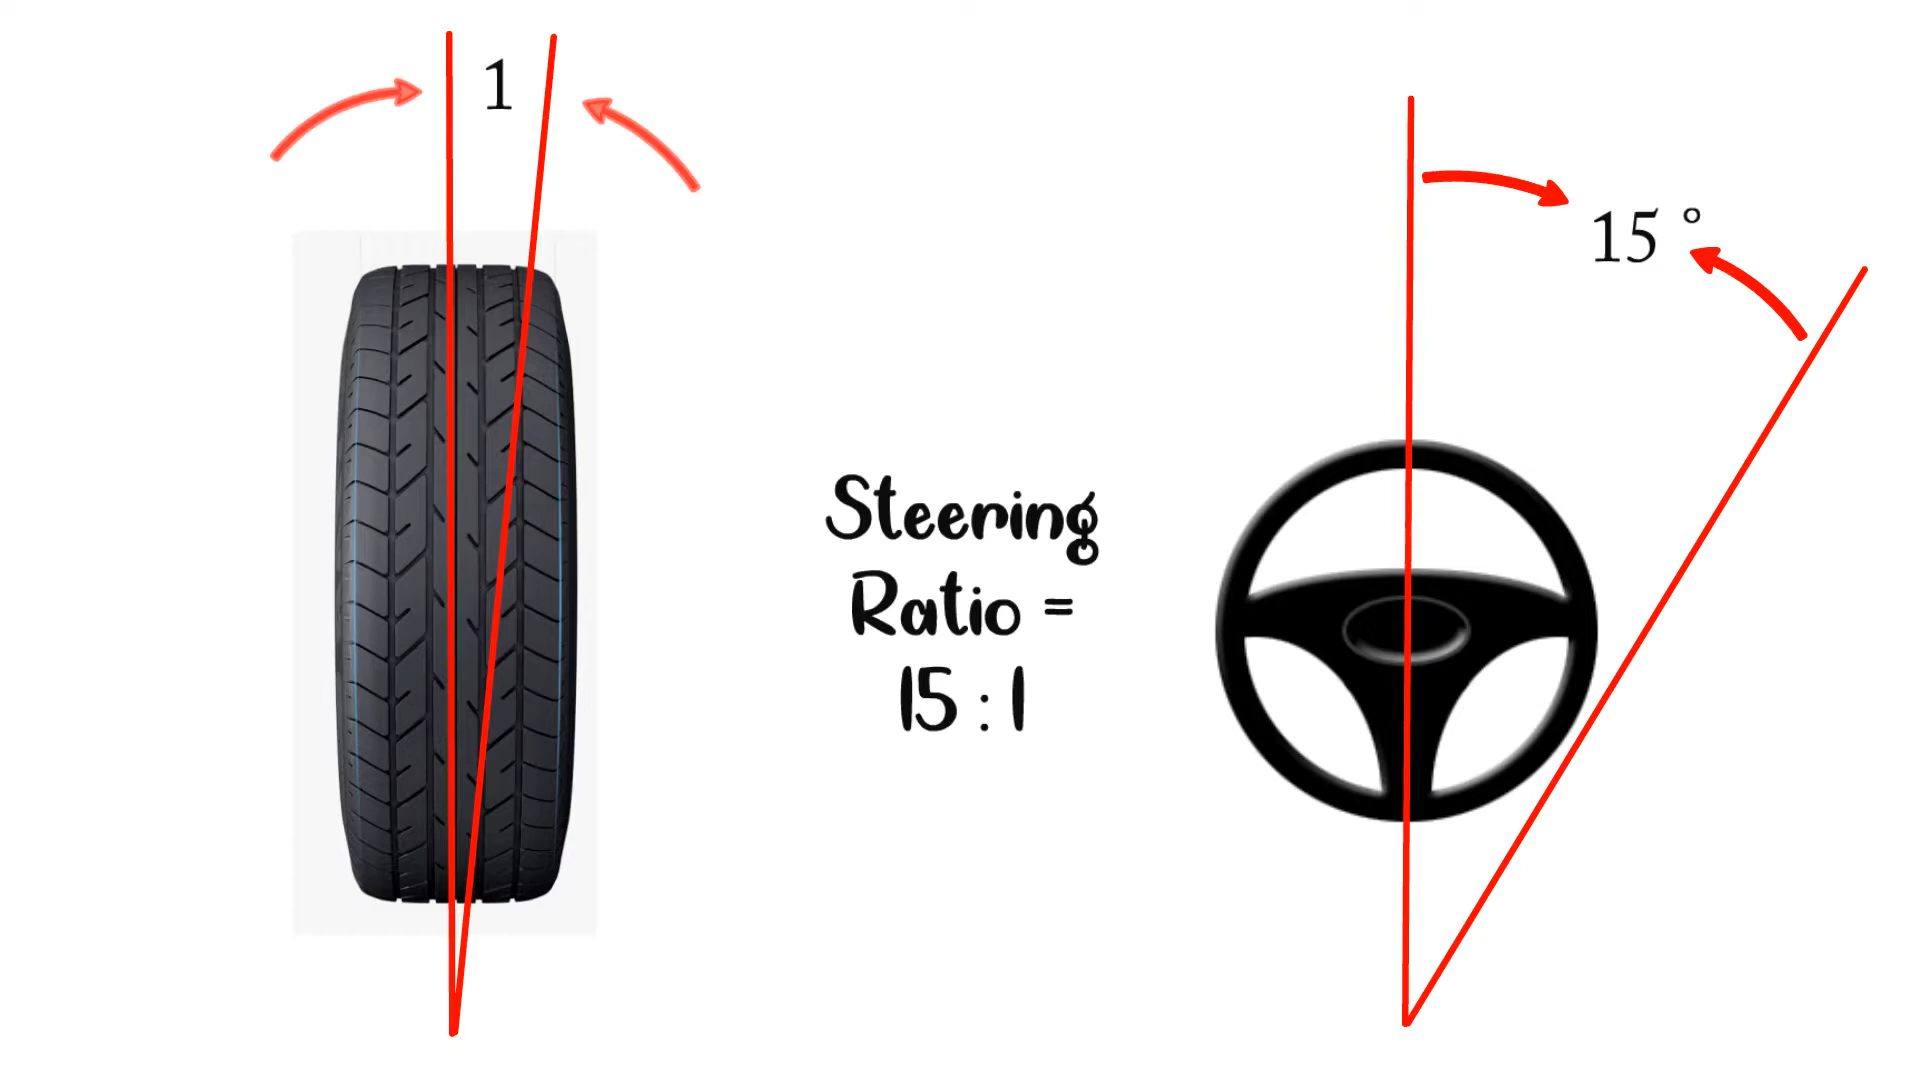 1
15 °
Steering
Ratio =
15 : 1